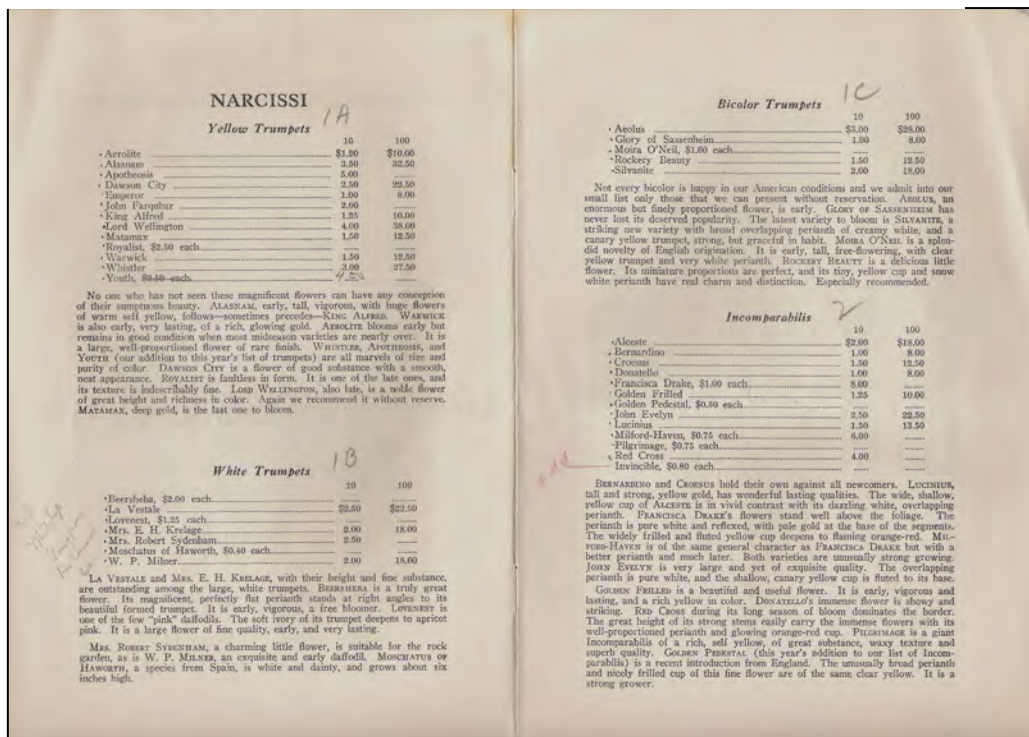 NARCISSI
1A
Yellow Trumpets
10 100
Aerolite $1.20 $10.00
Alasnam 3.50 32.50
Apotheosis 5.00 ......
Dawson City 2.50 22.50
Emperor 1.00 8.00
John Farquhar 2.00 ......
King Alfred 1.25 10.00
Lord Wellington 4.00 38.00
Matamax 1.50 12.50
Royalist, $2.50 each ...... ......
Warwick 1.50 12.50
Whistler 3.00 27.50
Youth, $0.50 each 4.50
No one who has not seen these magnificent flowers can have any conception
of their sumptuous beauty. ALASNAM, early, tall, vigorous, with huge flowers
of warm self yellow, follows—sometimes precedes—KING ALFRED. WARWICK
is also early, very lasting, of a rich, glowing gold. AEROLITE blooms early but
remains in good condition when most midseason varieties are nearly over. It is
a large, well-proportioned flower of rare finish. WHISTLER, APOTHEOSIS, and
YOUTH (our addition to this year's list of trumpets) are all marvels of size and
purity of color. DAWSON CITY is a flower of good substance with a smooth,
neat appearance. ROYALIST is faultless in form. It is one of the late ones, and
its texture is indescribably fine. LORD WELLINGTON, also late, is a noble flower
of great height and richness in color. Again we recommend it without reserve.
MATAMAX, deep gold, is the last one to bloom.
1B
White Trumpets
10 100
Beersheba, $2.00 each ...... ......
La Vestale $2.50 $22.50
Lovenest, $1.25 each ...... ......
Mrs. E. H. Krelage 2.00 18.00
Mrs. Robert Sydenham 2.50 ......
Moschatus of Haworth, $0.40 each ...... ......
W. P. Milner 2.00 18.00
LA VESTALE and MRS. E. H. KRELAGE, with their height and fine substance,
are outstanding among the large, white trumpets. BEERSHEBA is a truly great
flower. Its magnificent, perfectly flat perianth stands at right angles to its
beautiful formed trumpet. It is early, vigorous, a free bloomer. LOVENEST is
one of the few "pink" daffodils. The soft ivory of its trumpet deepens to apricot
pink. It is a large flower of fine quality, early, and very lasting.
MRS. ROBERT SYDENHAM, a charming little flower, is suitable for the rock
garden, as is W. P. MILNER, an exquisite and early daffodil. MOSCHATUS OF
HAWORTH, a species from Spain, is white and dainty, and grows about six
inches high.
1C
Bicolor Trumpets
10 100
Aeolus $3.00 $28.00
Glory of Sassenheim 1.00 8.00
Moira O'Neil, $1.00 each ...... ......
Rockery Beauty 1.50 12.50
Silvanite 2.00 18.00
Not every bicolor is happy in our American conditions and we admit into our
small list only those that we can present without reservation. AEOLUS, an
enormous but finely proportioned flower, is early. GLORY OF SASSENHEIM has
never lost its deserved popularity. The latest variety to bloom is SILVANITE, a
striking new variety with broad overlapping perianth of creamy white, and a
canary yellow trumpet, strong, but graceful in habit. MOIRA O'NEIL is a splen-
did novelty of English origination. It is early, tall, free-flowering, with clear
yellow trumpet and very white perianth. ROCKERY BEAUTY is a delicious little
flower. Its miniature proportions are perfect, and its tiny, yellow cup and snow
white perianth have real charm and distinction. Especially recommended.
2
Incomparabilis
10 100
Alceste $2.00 $18.00
Bernardino 1.00 8.00
Croesus 1.50 12.50
Donatello 1.00 8.00
Francisca Drake, $1.00 each 8.00 ......
Golden Frilled 1.25 10.00
Golden Pedestal, $0.50 each ...... ......
John Evelyn 2.50 22.50
Lucinius 1.50 13.50
Milford-Haven, $0.75 each 6.00 ......
Pilgrimage, $0.75 each ...... ......
Red Cross 4.00 ......
add Invincible, $0.80 each ...... ......
BERNARDINO and CROESUS hold their own against all newcomers. LUCINIUS,
tall and strong, yellow gold, has wonderful lasting qualities. The wide, shallow,
yellow cup of ALCESTE is in vivid contrast with its dazzling white, overlapping
perianth. FRANCISCA DRAKE'S flowers stand well above the foliage. The
perianth is pure white and reflexed, with pale gold at the base of the segments.
The widely frilled and fluted yellow cup deepens to flaming orange-red. MIL-
FORD-HAVEN is of the same general character as FRANCISCA DRAKE but with a
better perianth and much later. Both varieties are unusually strong growing.
JOHN EVELYN is very large and yet of exquisite quality. The overlapping
perianth is pure white, and the shallow, canary yellow cup is fluted to its base.
GOLDEN FRILLED is a beautiful and useful flower. It is early, vigorous and
lasting, and a rich yellow in color. DONATELLO'S immense flower is showy and
striking. RED CROSS during its long season of bloom dominates the border.
The great height of its strong stems easily carry the immense flowers with its
well-proportioned perianth and glowing orange-red cup. PILGRIMAGE is a giant
Incomparabilis of a rich, self yellow, of great substance, waxy texture and
superb quality. GOLDEN PEDESTAL (this year's addition to our list of Incom-
parabilis) is a recent introduction from England. The unusually broad perianth
and nicely frilled cup of this fine flower are of the same clear yellow. It is a
strong grower.